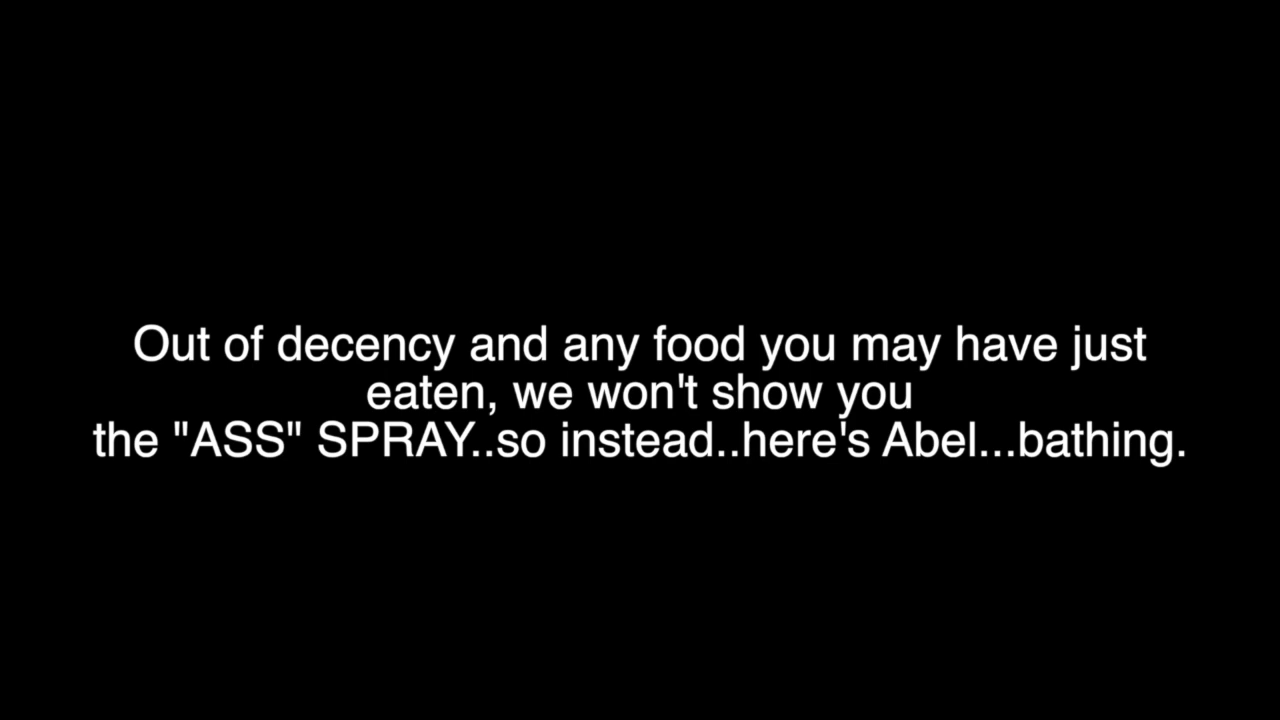 Out of decency and any food you may have just
eaten, we won't show you
the "ASS" SPRAY..so instead..here's Abel...bathing.